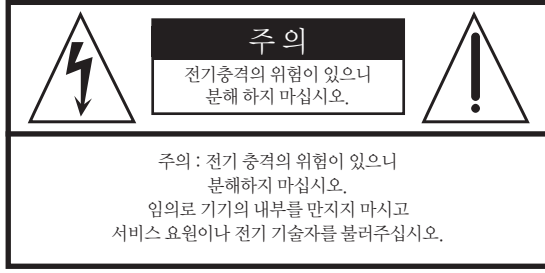 주 의
전기충격의 위험이 있으니
분해 하지 마십시오.
주의 : 전기 충격의 위험이 있으니
분해하지 마십시오.
임의로 기기의 내부를 만지지 마시고
서비스 요원이나 전기 기술자를 불러주십시오.